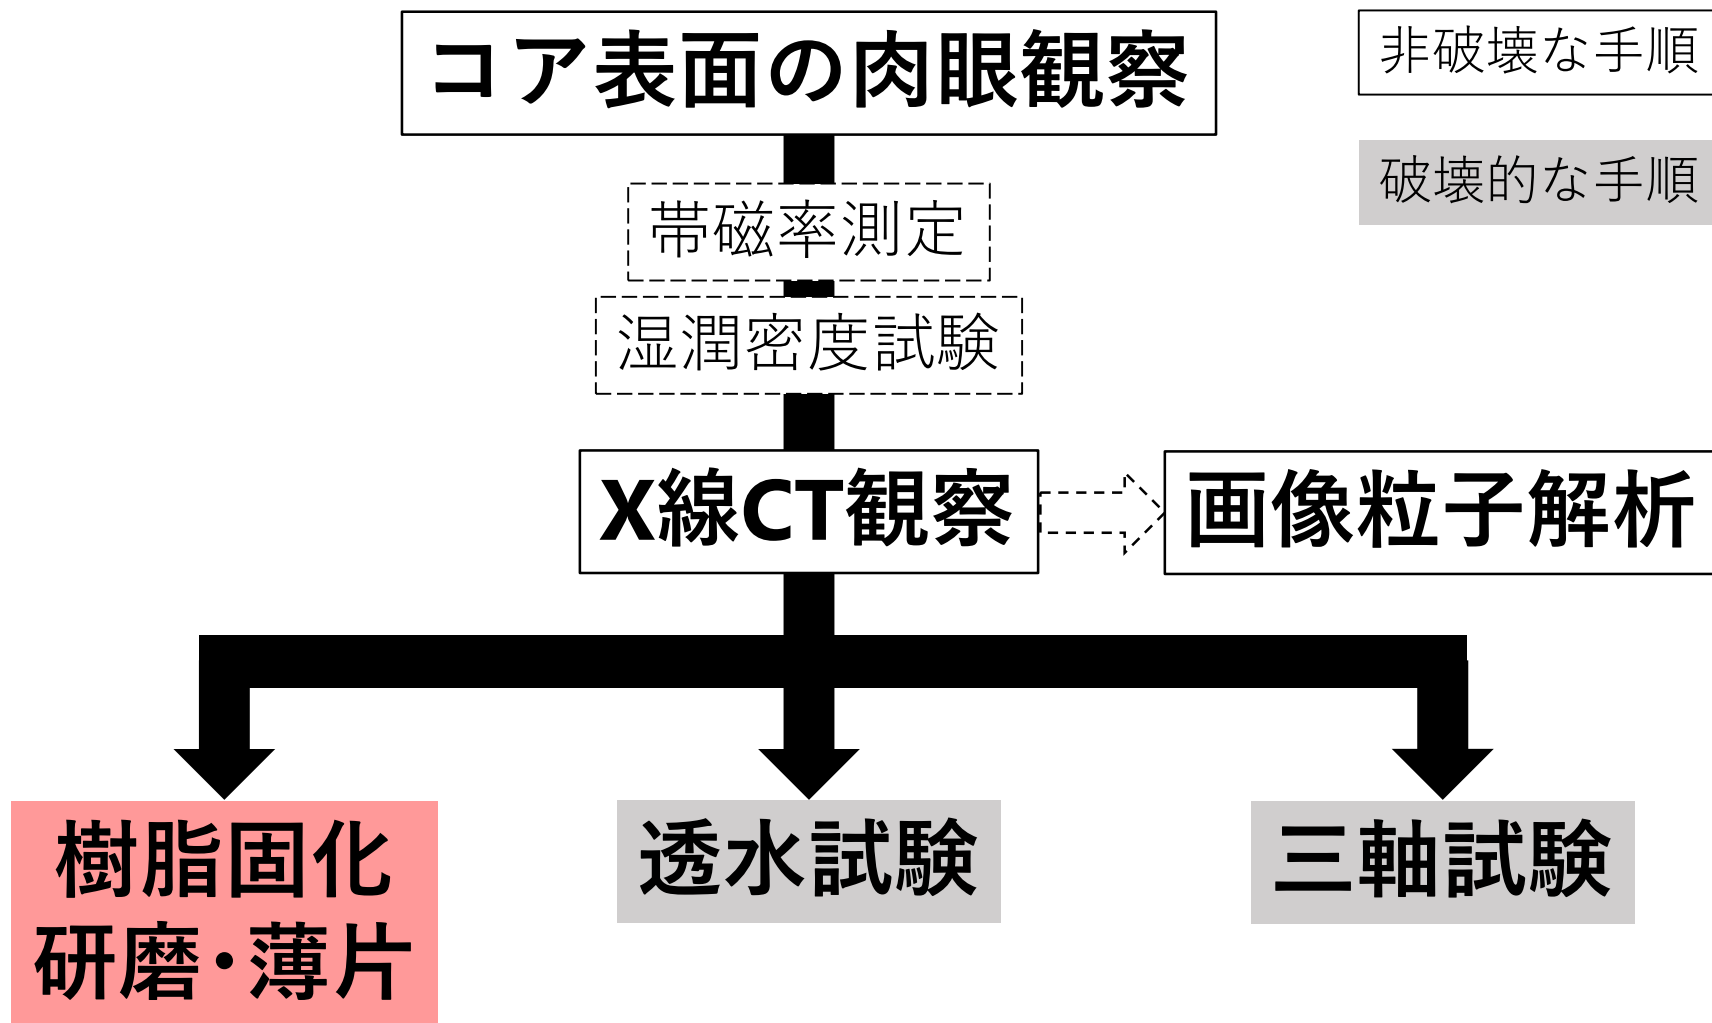 コア表面の肉眼観察
非破壊な手順
破壊的な手順
帯磁率測定
湿潤密度試験
X線CT観察
画像粒子解析
樹脂固化
研磨・薄片
透水試験
三軸試験